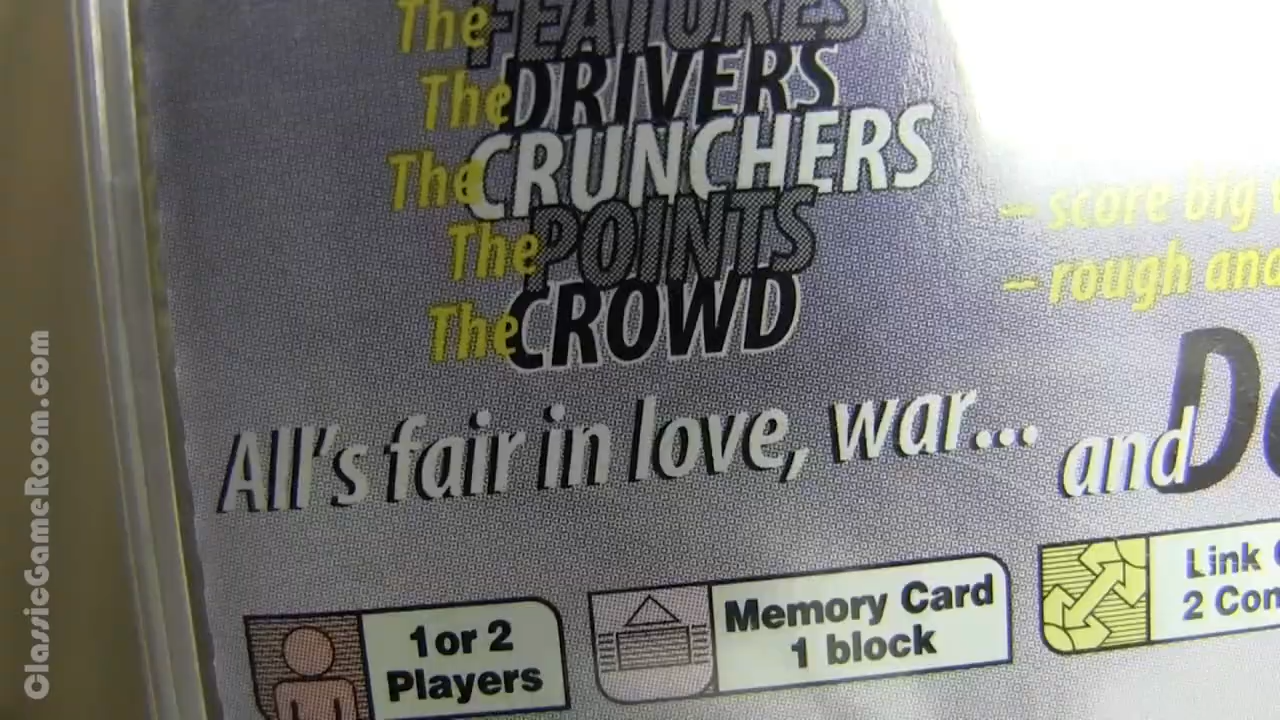 The FEATURES
The DRIVERS
The CRUNCHERS
The POINTS
The CROWD
– score big
– rough and
All's fair in love, war... and
1 or 2
Players
Memory Card
1 block
Link
2 Con
ClassicGameRoom.com